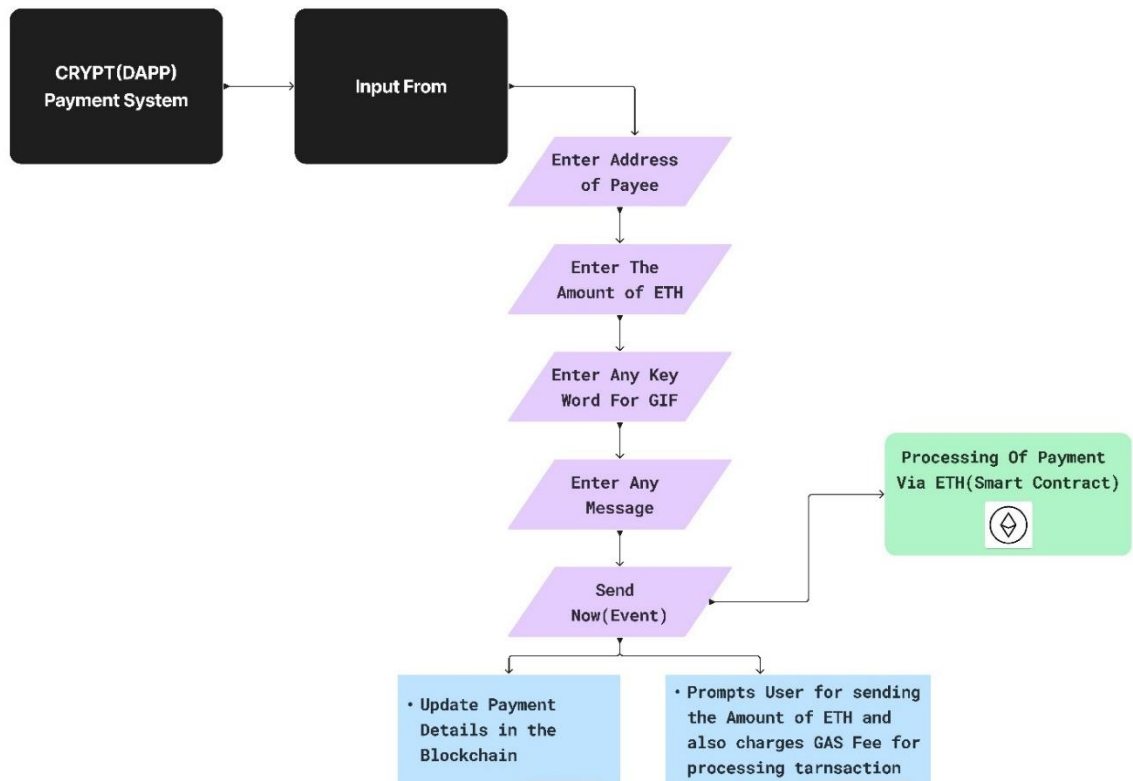 CRYPT(DAPP)
Payment System
Input From
Enter Address
of Payee
Enter The
Amount of ETH
Enter Any Key
Word For GIF
Enter Any
Message
Processing Of Payment
Via ETH(Smart Contract)
Send
Now(Event)
• Update Payment
Details in the
Blockchain
• Prompts User for sending
the Amount of ETH and
also charges GAS Fee for
processing tarnsaction